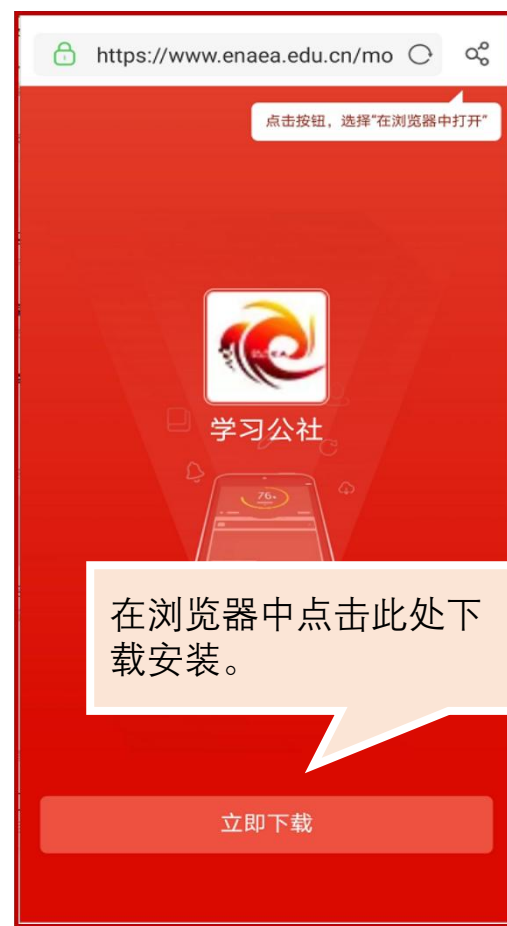 https://www.enaea.edu.cn/mo
点击按钮，选择"在浏览器中打开"
学习公社
76
在浏览器中点击此处下
载安装。
立即下载